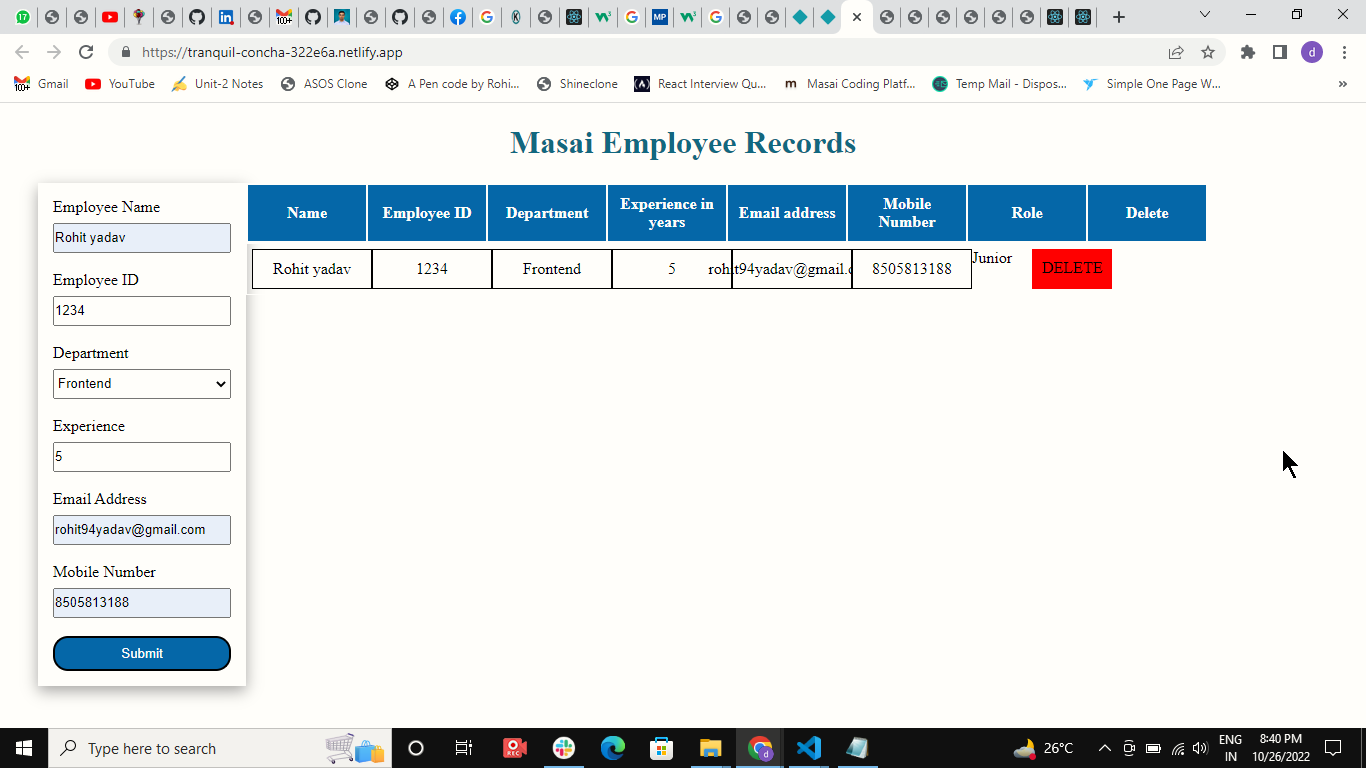 https://tranquil-concha-322e6a.netlify.app
d
100+ Gmail YouTube Unit-2 Notes ASOS Clone A Pen code by Rohi... Shineclone React Interview Qu... Masai Coding Platf... Temp Mail - Dispos... Simple One Page W... »
Masai Employee Records
Employee Name
Rohit yadav
Employee ID
1234
Department
Frontend
Experience
5
Email Address
rohit94yadav@gmail.com
Mobile Number
8505813188
Submit
Name Employee ID Department Experience in years Email address Mobile Number Role Delete
Rohit yadav 1234 Frontend 5 rohit94yadav@gmail.c 8505813188 Junior DELETE
Type here to search
REC
26°C
ENG
IN
8:40 PM
10/26/2022